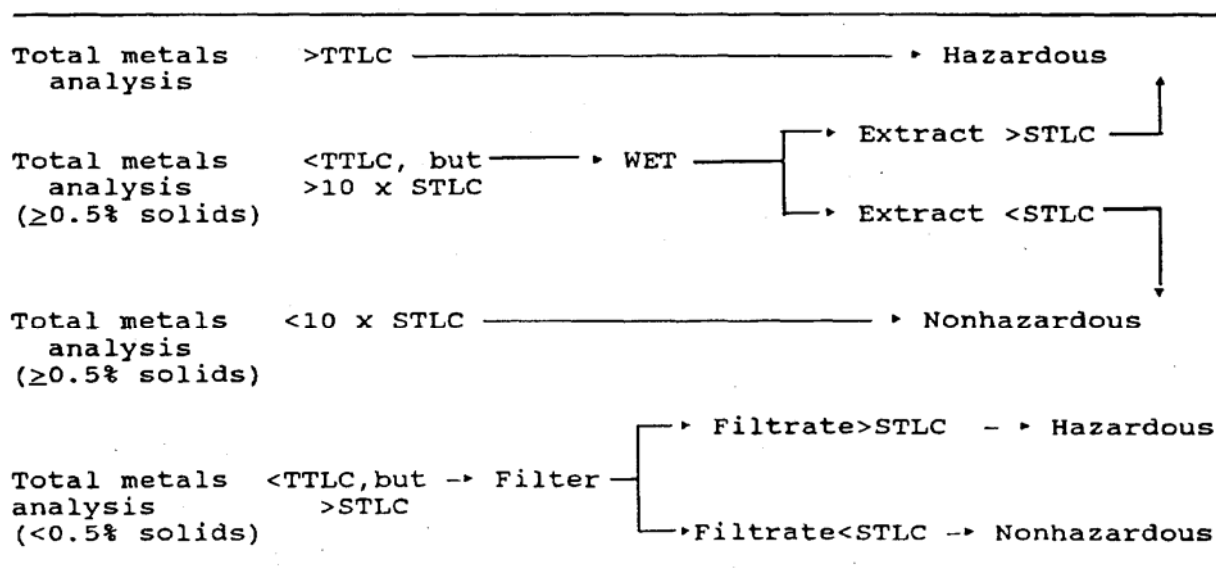 Total metals >TTLC Hazardous
analysis
Extract >STLC
Total metals <TTLC, but WET
analysis >10 x STLC
(≥0.5% solids) Extract <STLC
Total metals <10 x STLC Nonhazardous
analysis
(≥0.5% solids)
Filtrate>STLC - Hazardous
Total metals <TTLC,but Filter
analysis >STLC
(<0.5% solids) Filtrate<STLC Nonhazardous